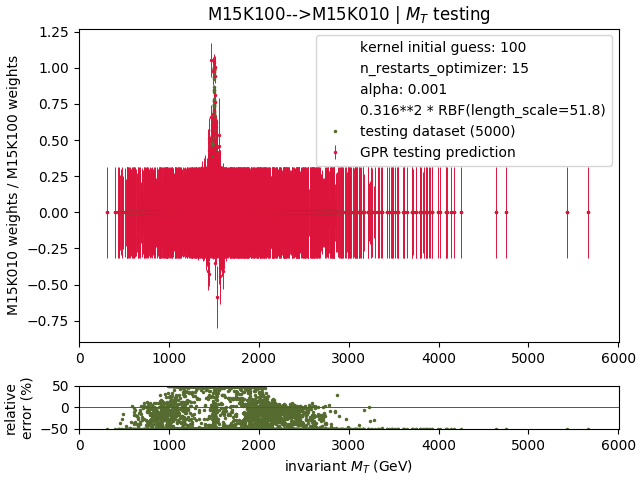 M15K100-->M15K010 | M_T testing
M15K010 weights / M15K100 weights
1.25
1.00
0.75
0.50
0.25
0.00
−0.25
−0.50
−0.75
kernel initial guess: 100
n_restarts_optimizer: 15
alpha: 0.001
0.316**2 * RBF(length_scale=51.8)
testing dataset (5000)
GPR testing prediction
0 1000 2000 3000 4000 5000 6000
relative
error (%)
50
0
−50
0 1000 2000 3000 4000 5000 6000
invariant M_T (GeV)